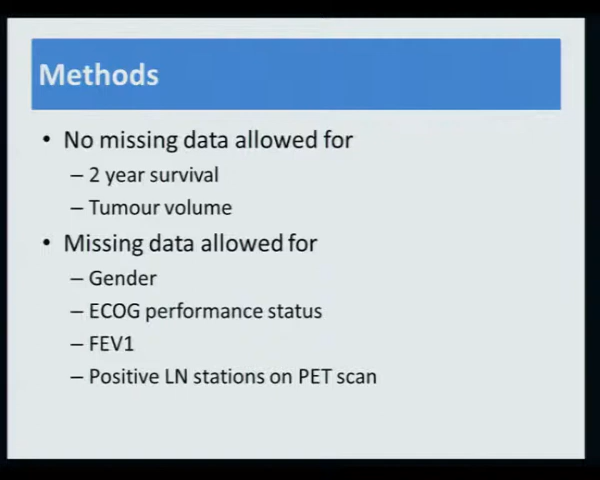 Methods
• No missing data allowed for
– 2 year survival
– Tumour volume
• Missing data allowed for
– Gender
– ECOG performance status
– FEV1
– Positive LN stations on PET scan